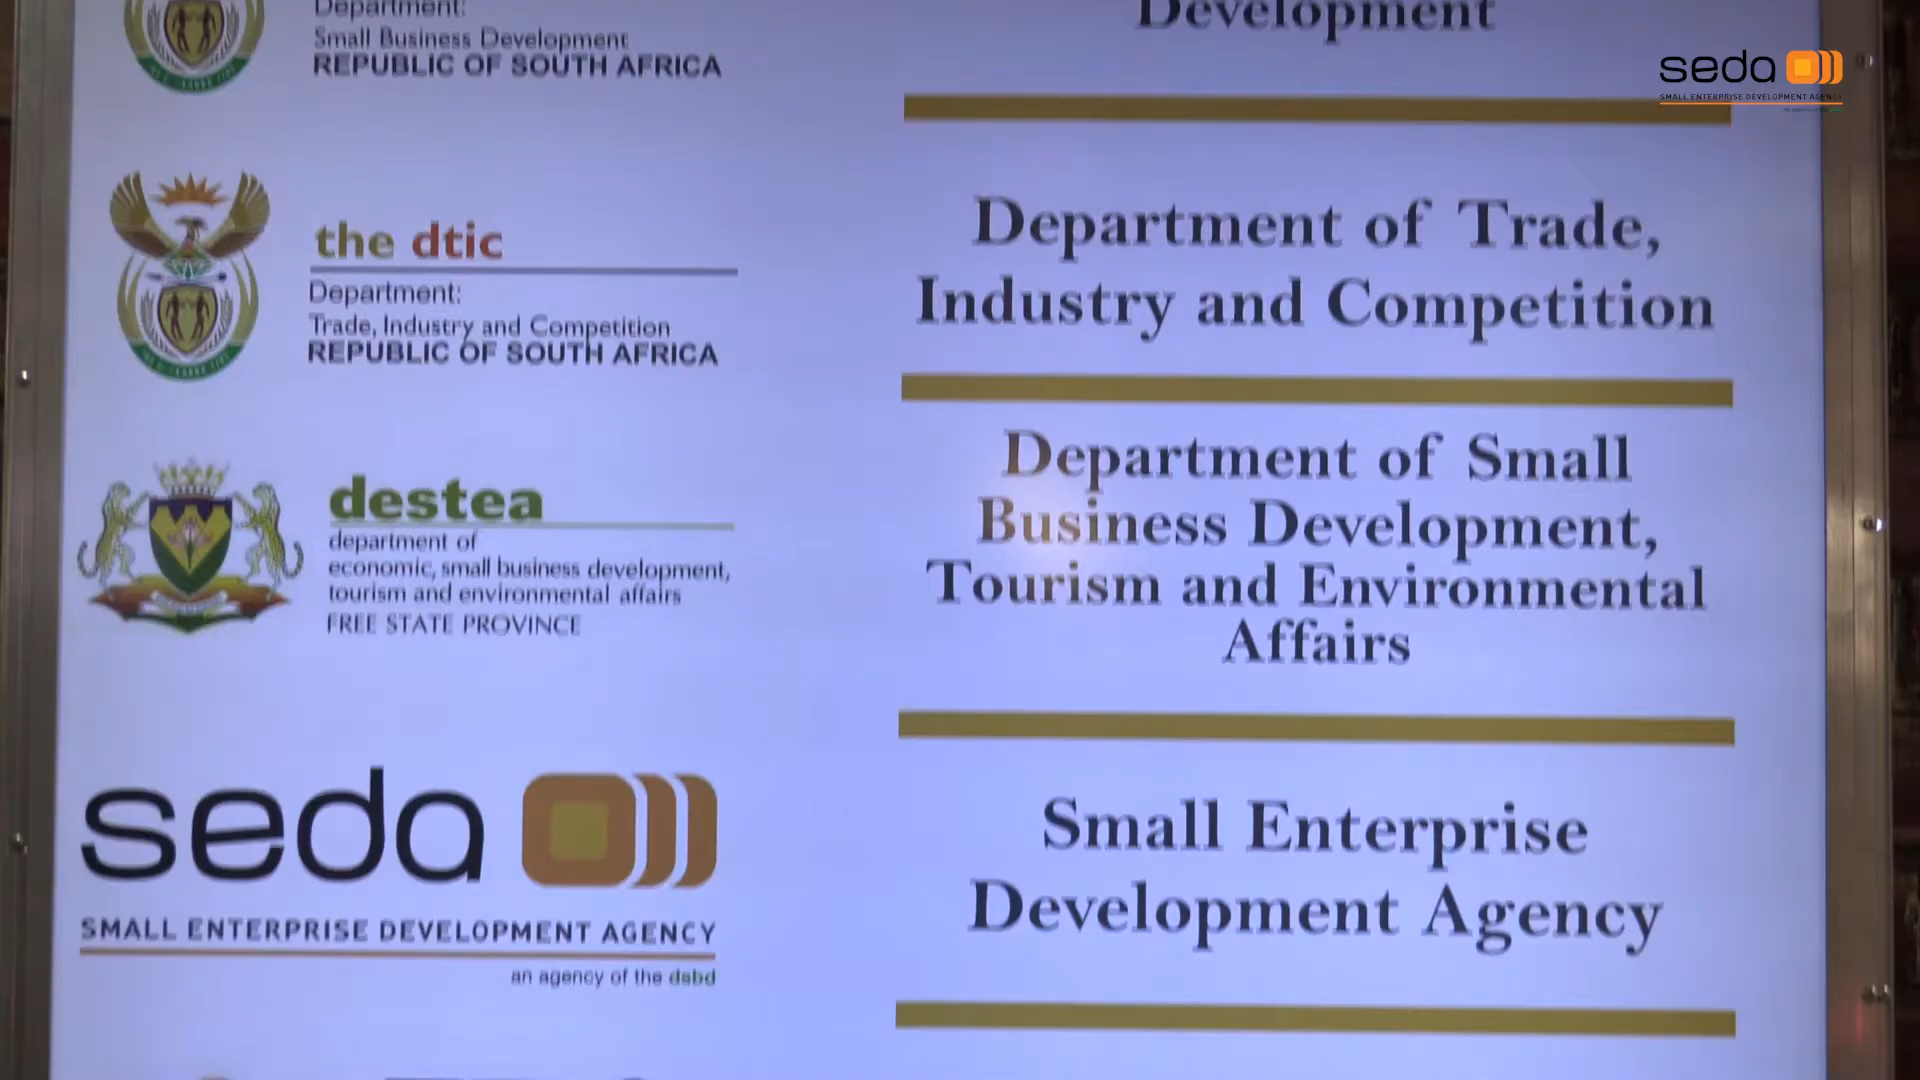 Department:
Small Business Development
REPUBLIC OF SOUTH AFRICA
Development
seda
SMALL ENTERPRISE DEVELOPMENT AGENCY
the dtic
Department:
Trade, Industry and Competition
REPUBLIC OF SOUTH AFRICA
Department of Trade,
Industry and Competition
destea
department of
economic, small business development,
tourism and environmental affairs
FREE STATE PROVINCE
Department of Small
Business Development,
Tourism and Environmental
Affairs
seda
SMALL ENTERPRISE DEVELOPMENT AGENCY
an agency of the dsbd
Small Enterprise
Development Agency